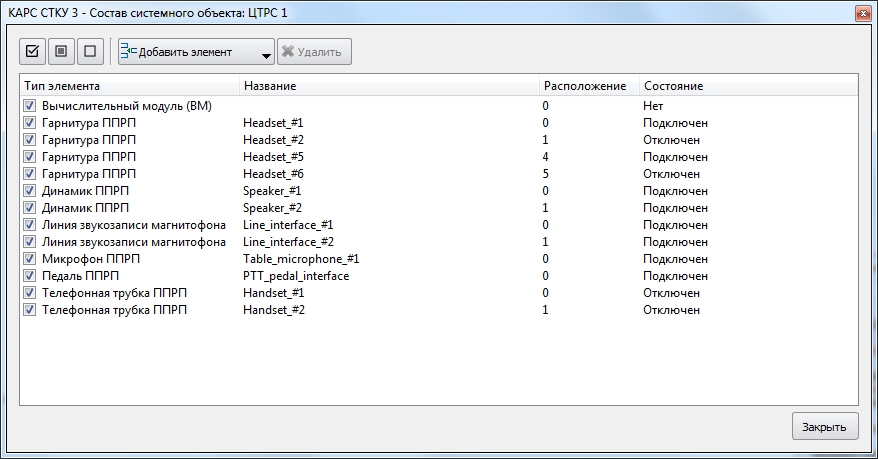 КАРС СТКУ 3 - Состав системного объекта: ЦТРС 1
Добавить элемент Удалить
Тип элемента Название Расположение Состояние
Вычислительный модуль (ВМ) 0 Нет
Гарнитура ППРП Headset_#1 0 Подключен
Гарнитура ППРП Headset_#2 1 Отключен
Гарнитура ППРП Headset_#5 4 Подключен
Гарнитура ППРП Headset_#6 5 Отключен
Динамик ППРП Speaker_#1 0 Подключен
Динамик ППРП Speaker_#2 1 Подключен
Линия звукозаписи магнитофона Line_interface_#1 0 Подключен
Линия звукозаписи магнитофона Line_interface_#2 1 Подключен
Микрофон ППРП Table_microphone_#1 0 Подключен
Педаль ППРП PTT_pedal_interface 0 Подключен
Телефонная трубка ППРП Handset_#1 0 Отключен
Телефонная трубка ППРП Handset_#2 1 Отключен
Закрыть